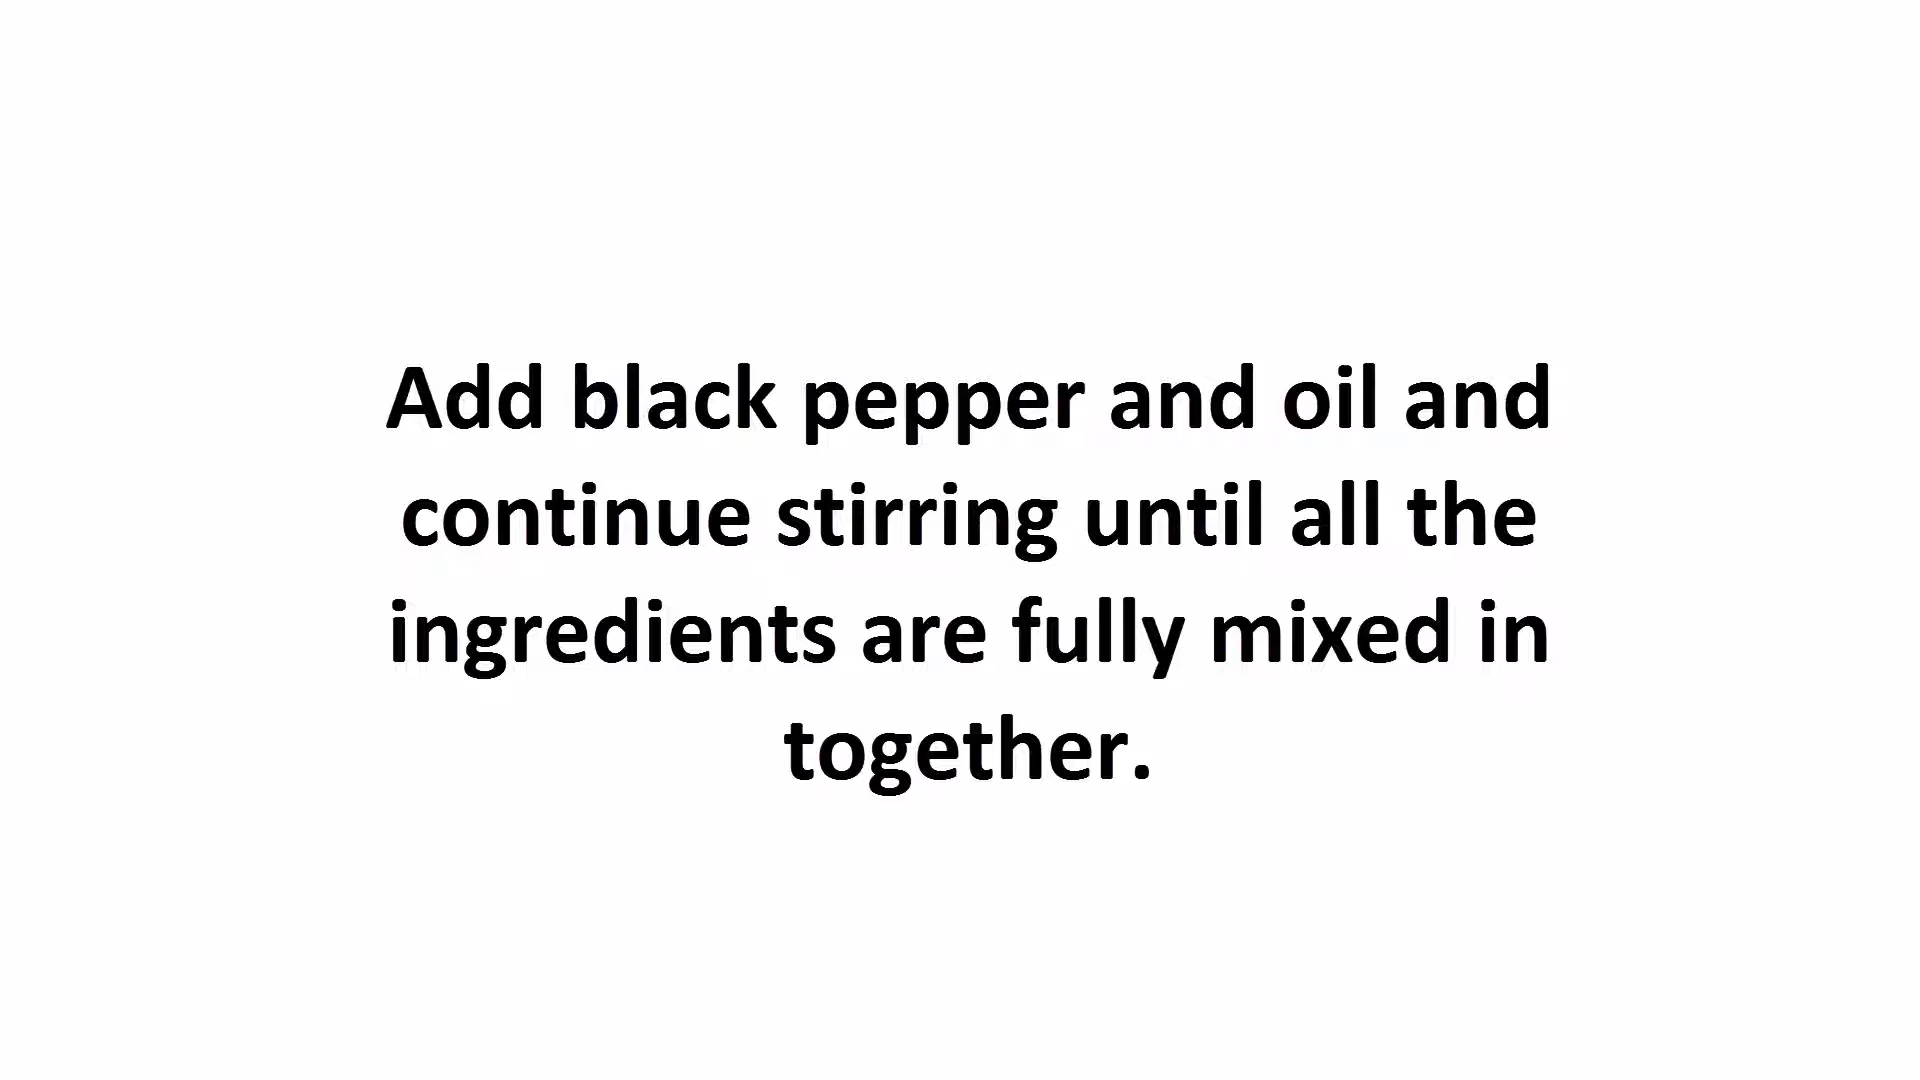 Add black pepper and oil and
continue stirring until all the
ingredients are fully mixed in
together.